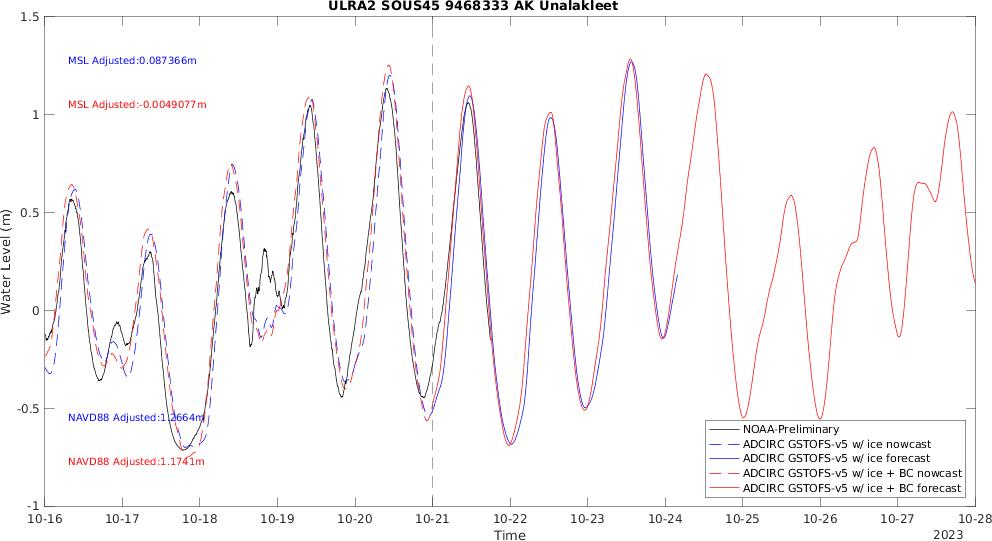 ULRA2 SOUS45 9468333 AK Unalakleet
1.5
1
0.5
0
-0.5
-1
Water Level (m)
MSL Adjusted:0.087366m
MSL Adjusted:-0.0049077m
NAVD88 Adjusted:1.2664m
NAVD88 Adjusted:1.1741m
NOAA-Preliminary
ADCIRC GSTOFS-v5 w/ ice nowcast
ADCIRC GSTOFS-v5 w/ ice forecast
ADCIRC GSTOFS-v5 w/ ice + BC nowcast
ADCIRC GSTOFS-v5 w/ ice + BC forecast
10-16 10-17 10-18 10-19 10-20 10-21 10-22 10-23 10-24 10-25 10-26 10-27 10-28
Time
2023